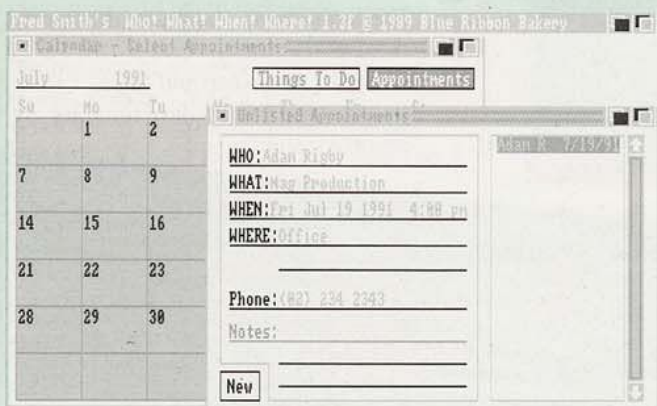 Fred Smith's Who! What! When! Where! 1.2f © 1989 Blue Ribbon Bakery
Calendar - Select Appointments
July 1991
Things To Do Appointments
Su Mo Tu
1 2
7 8 9
14 15 16
21 22 23
28 29 30
Unlisted Appointments
WHO: Adan Rigby
WHAT: Mag Production
WHEN: Fri Jul 19 1991 4:00 pm
WHERE: Office
Phone: (02) 234 2343
Notes:
New
Adan R. 7/19/91